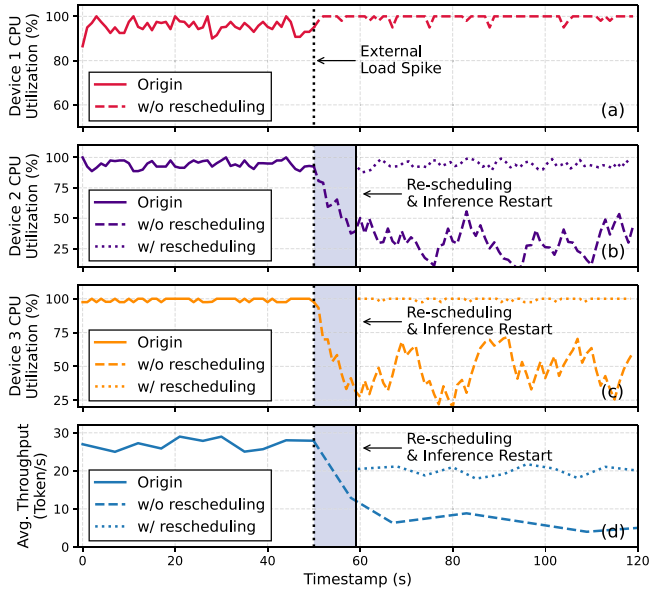 Device 1 CPU
Utilization (%)
100
80
60
Origin
w/o rescheduling
External
Load Spike
(a)
Device 2 CPU
Utilization (%)
100
75
50
25
Origin
w/o rescheduling
w/ rescheduling
Re-scheduling
& Inference Restart
(b)
Device 3 CPU
Utilization (%)
100
75
50
25
Origin
w/o rescheduling
w/ rescheduling
Re-scheduling
& Inference Restart
(c)
Avg. Throughput
(Token/s)
30
20
10
0
Origin
w/o rescheduling
w/ rescheduling
Re-scheduling
& Inference Restart
(d)
0 20 40 60 80 100 120
Timestamp (s)